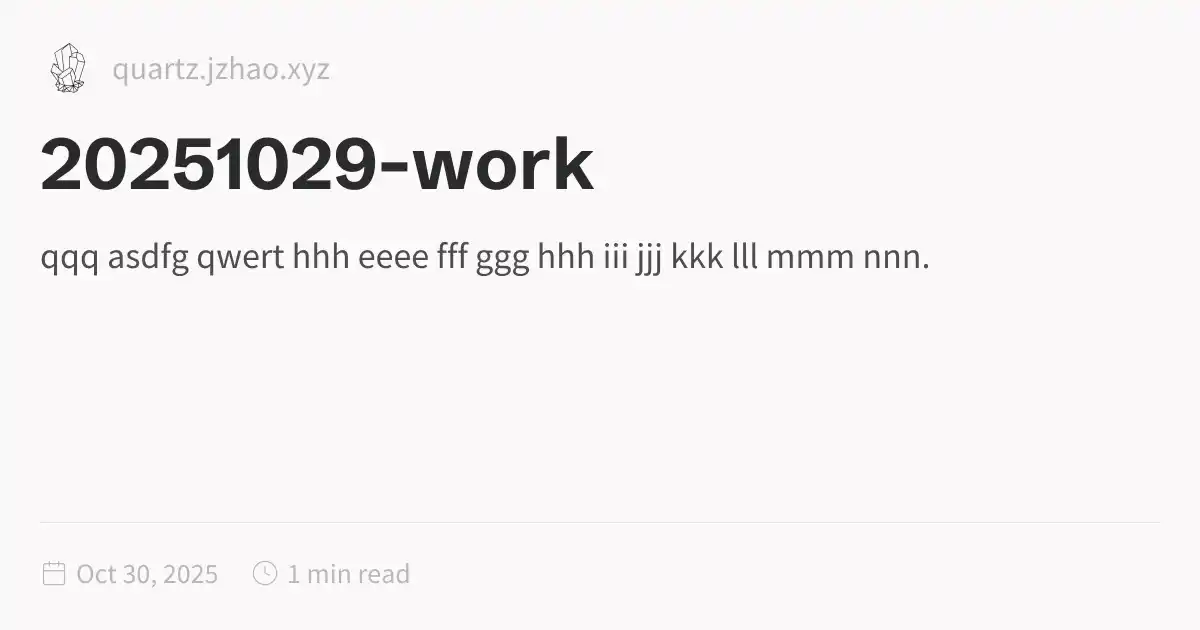 quartz.jzhao.xyz
20251029-work
qqq asdfg qwert hhh eeee fff ggg hhh iii jjj kkk lll mmm nnn.
Oct 30, 2025 1 min read